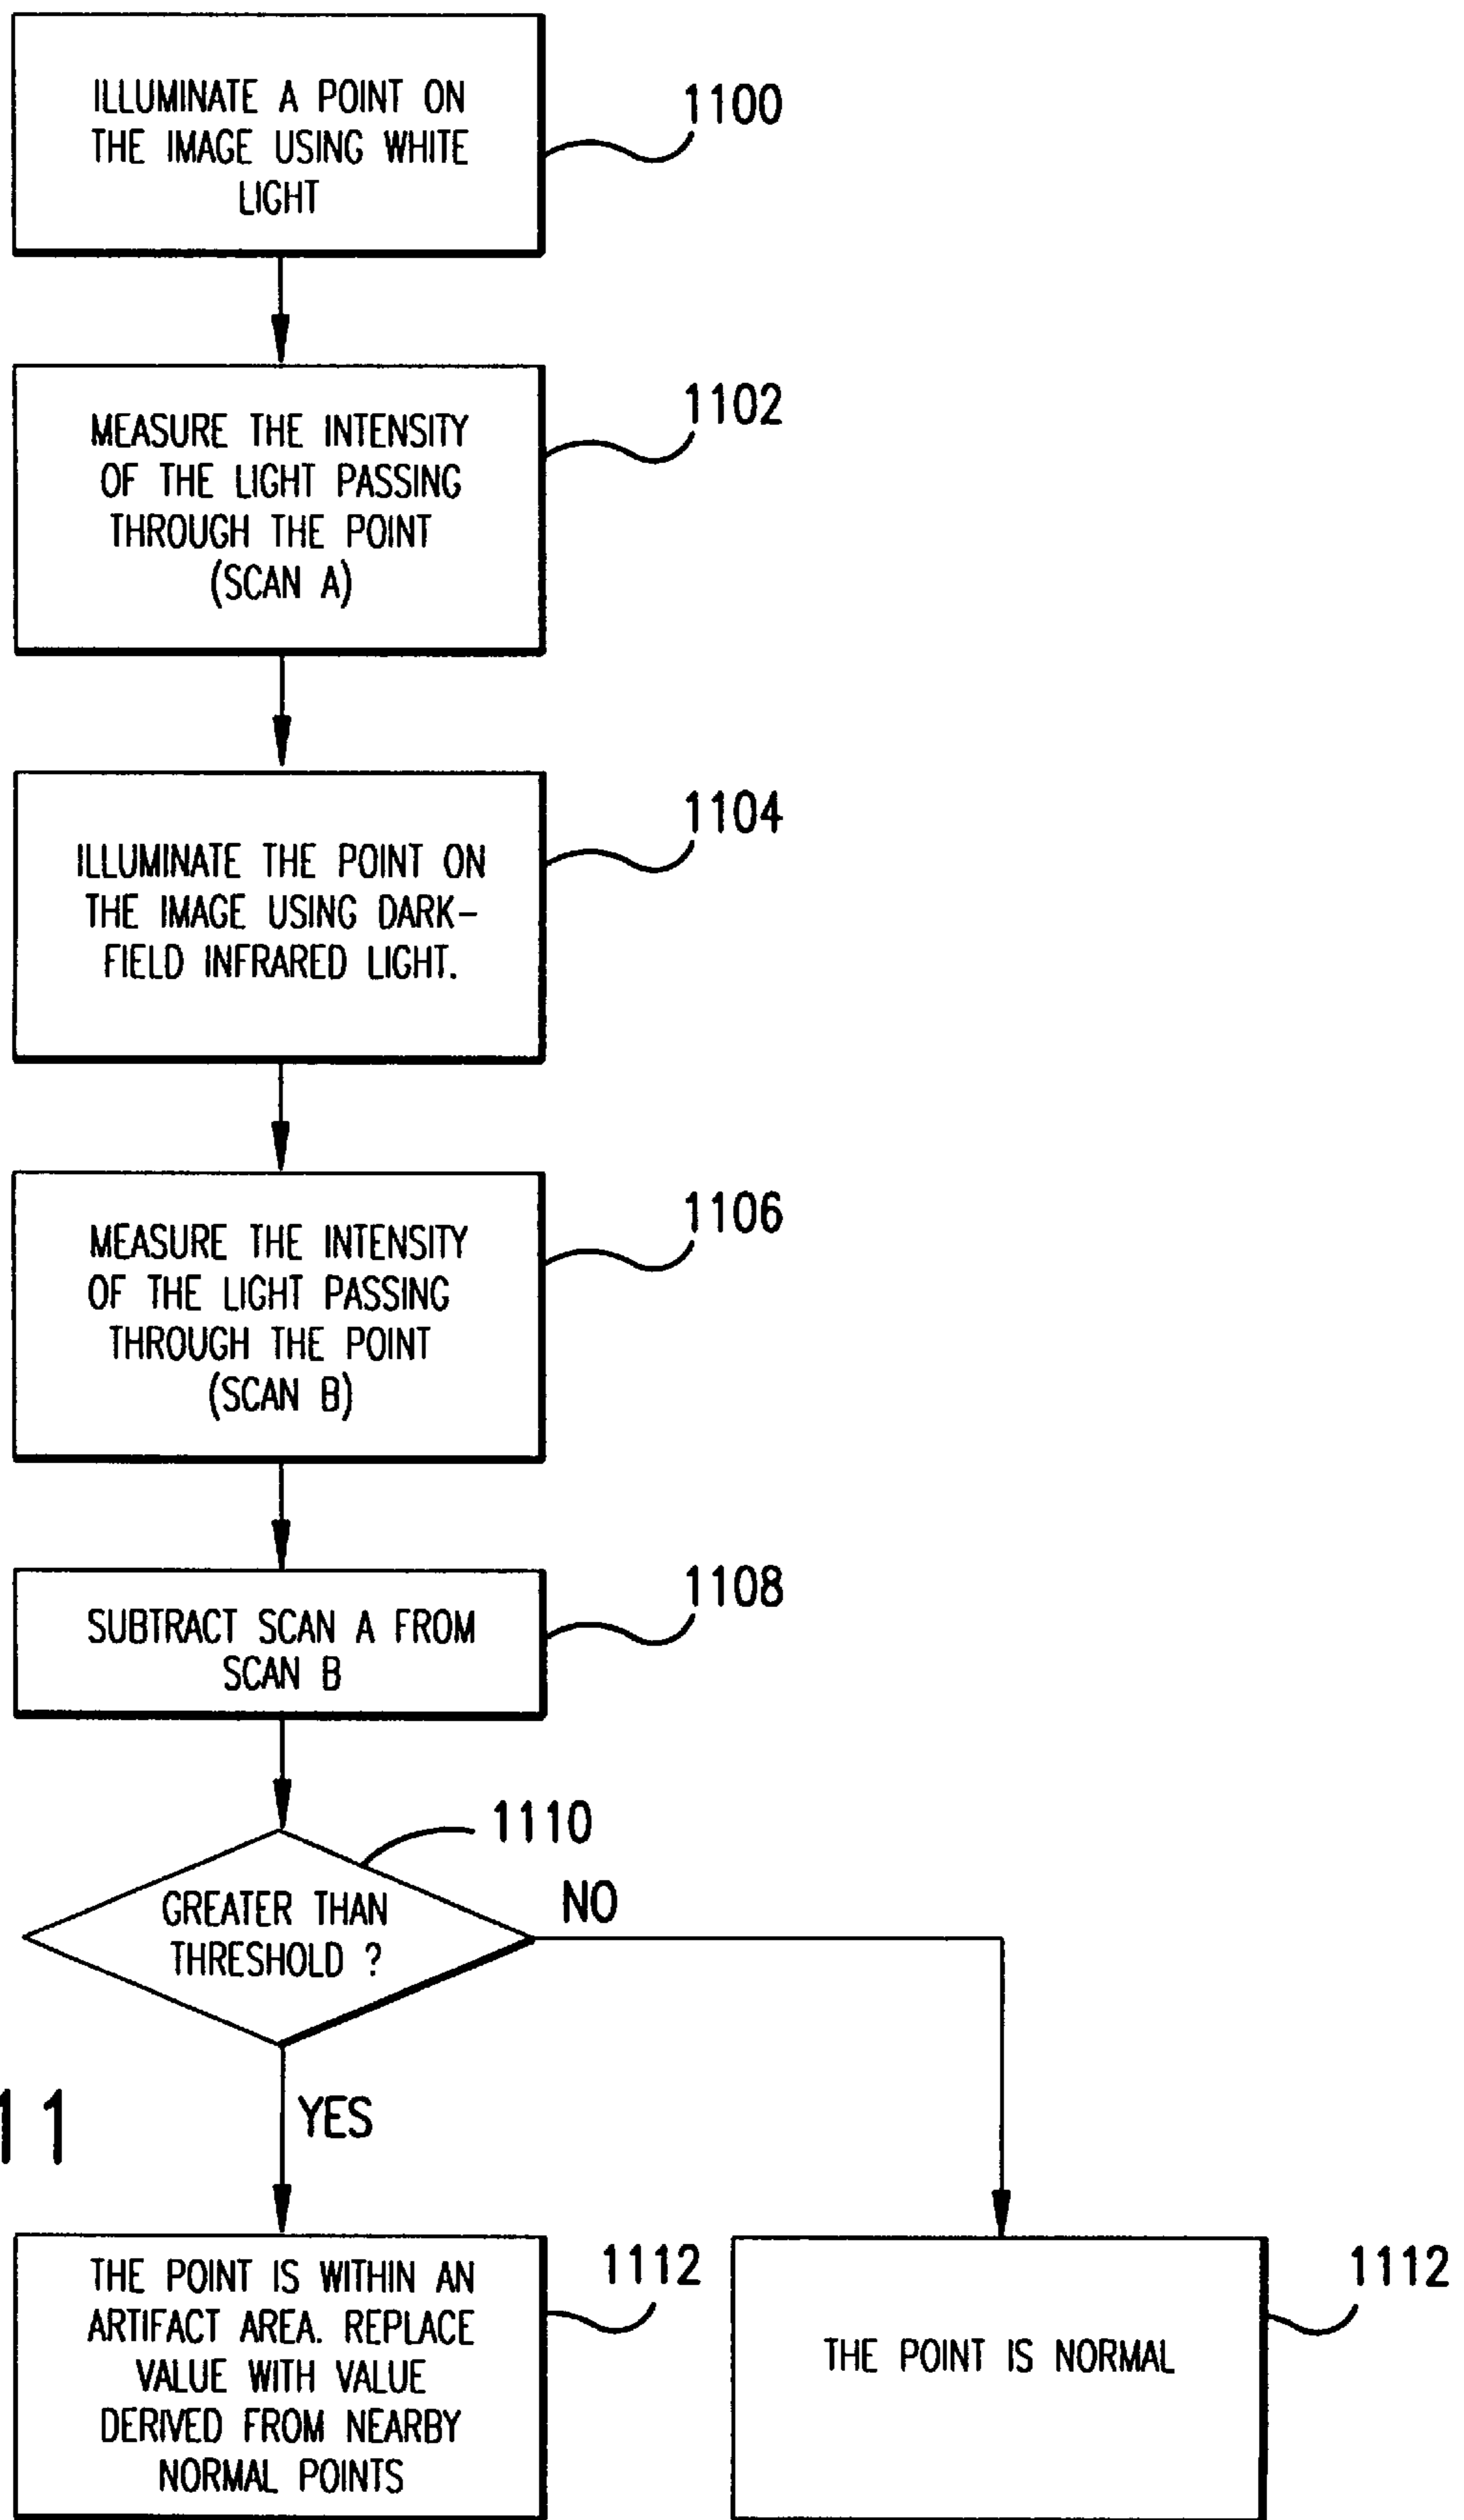 ILLUMINATE A POINT ON
THE IMAGE USING WHITE
LIGHT
1100
MEASURE THE INTENSITY
OF THE LIGHT PASSING
THROUGH THE POINT
(SCAN A)
1102
ILLUMINATE THE POINT ON
THE IMAGE USING DARK-
FIELD INFRARED LIGHT.
1104
MEASURE THE INTENSITY
OF THE LIGHT PASSING
THROUGH THE POINT
(SCAN B)
1106
SUBTRACT SCAN A FROM
SCAN B
1108
GREATER THAN
THRESHOLD ?
1110
NO
YES
11
THE POINT IS WITHIN AN
ARTIFACT AREA. REPLACE
VALUE WITH VALUE
DERIVED FROM NEARBY
NORMAL POINTS
1112
THE POINT IS NORMAL
1112